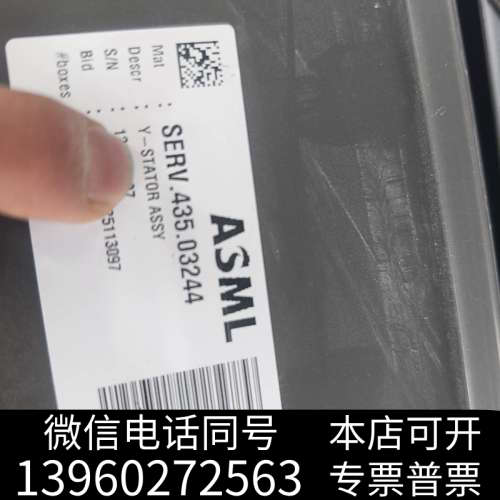 ASML
Mat : SERV.435.03244
Descr : Y-STATOR ASSY
S/N :
Bid : 25113097
#boxes
微信电话同号
13960272563
本店可开
专票普票